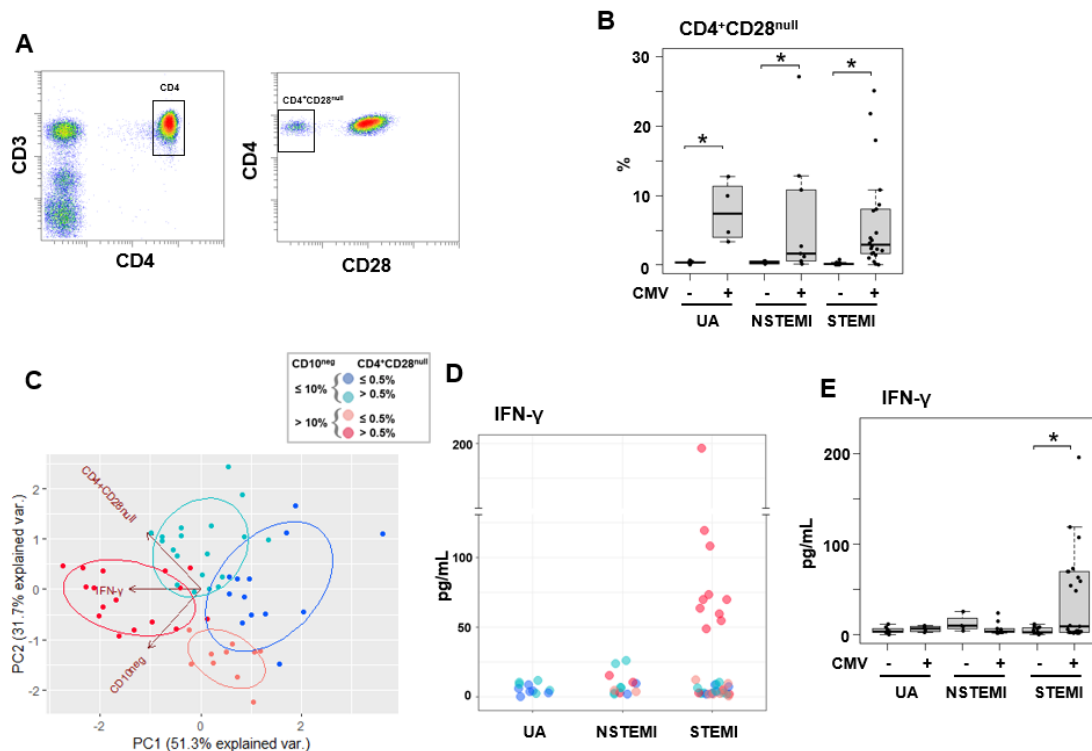 A
CD4
CD3
CD4
CD4⁺CD28ⁿᵘˡˡ
CD4
CD28
B
CD4⁺CD28ⁿᵘˡˡ
30
20
10
0
%
*
*
*
CMV - + - + - +
UA NSTEMI STEMI
C
CD10ⁿᵉᵍ CD4⁺CD28ⁿᵘˡˡ
≤ 10% { ≤ 0.5%
> 0.5%
> 10% { ≤ 0.5%
> 0.5%
PC2 (31.7% explained var.)
2
1
0
-1
-2
CD4+CD28null
IFN-γ
CD10neg
-2 0 2
PC1 (51.3% explained var.)
D
IFN-γ
pg/mL
200
100
50
0
UA NSTEMI STEMI
E
IFN-γ
pg/mL
200
100
0
*
CMV - + - + - +
UA NSTEMI STEMI